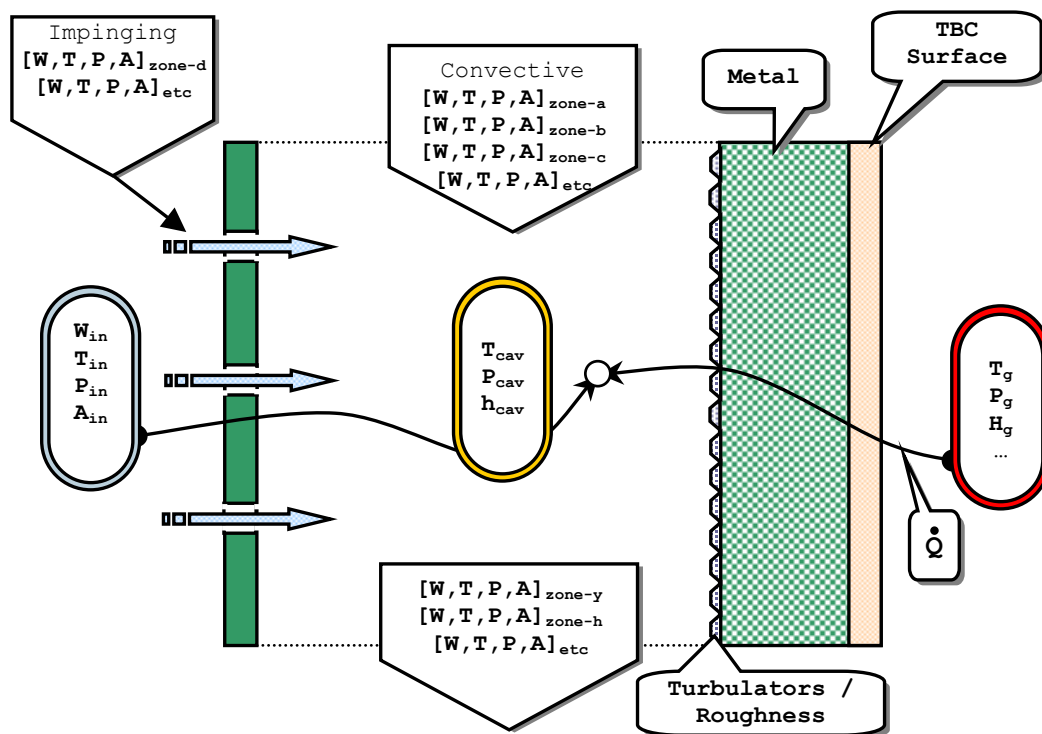 Impinging
[W,T,P,A]zone-d
[W,T,P,A]etc
Convective
[W,T,P,A]zone-a
[W,T,P,A]zone-b
[W,T,P,A]zone-c
[W,T,P,A]etc
Metal
TBC
Surface
Win
Tin
Pin
Ain
Tcav
Pcav
hcav
Tg
Pg
Hg
…
Q̇
[W,T,P,A]zone-y
[W,T,P,A]zone-h
[W,T,P,A]etc
Turbulators /
Roughness